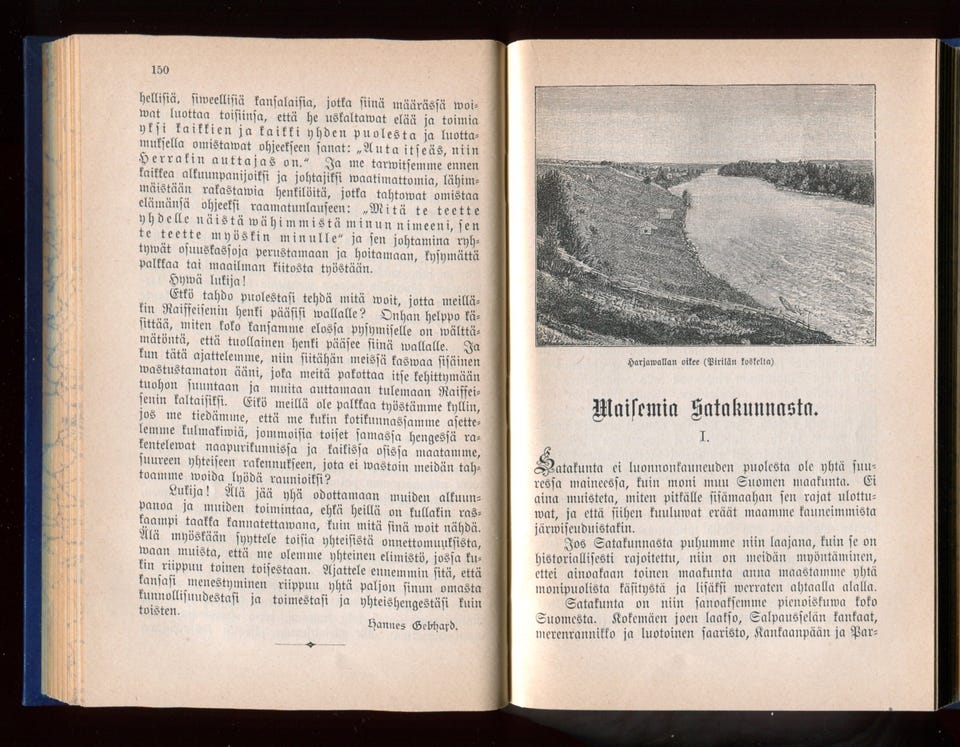 150
hellisiä, siweellisiä kansalaisia, jotka siinä määrässä woi-
wat luottaa toisiinsa, että he uskaltawat elää ja toimia
yksi kaikkien ja kaikki yhden puolesta ja luotta-
muksella omistawat ohjeekseen sanat: „Auta itseäs, niin
Herrakin auttajas on.“ Ja me tarwitsemme ennen
kaikkea alkuunpanijoiksi ja johtajiksi waatimattomia, lähim-
mäistään rakastawia henkilöitä, jotka tahtowat omistaa
elämänsä ohjeeksi raamatunlauseen: „Mitä te teette
yhdelle näistä wähimmistä minun nimeeni, sen
te teette myöskin minulle“ ja sen johtamina ryh-
tywät osuuskassoja perustamaan ja hoitamaan, kysymättä
palkkaa tai maailman kiitosta työstään.
Hywä lukija!
Etkö tahdo puolestasi tehdä mitä woit, jotta meillä-
kin Raiffeisenin henki pääsisi wallalle? Onhan helppo kä-
sittää, miten koko kansamme elossa pysymiselle on wälttä-
mätöntä, että tuollainen henki pääsee siinä wallalle. Ja
kun tätä ajattelemme, niin siitähän meissä kaswaa sisäinen
wastustamaton ääni, joka meitä pakottaa itse kehittymään
tuohon suuntaan ja muita auttamaan tulemaan Raiffei-
senin kaltaisiksi. Eikö meillä ole palkkaa työstämme kyllin,
jos me tiedämme, että me kukin kotikunnassamme asette-
lemme kulmakiwiä, jommoisia toiset samassa hengessä ra-
kentelewat naapurikunnissa ja kaikissa osissa maatamme,
suureen yhteiseen rakennukseen, jota ei wastoin meidän tah-
toamme woida lyödä raunioiksi?
Lukija! Älä jää yhä odottamaan muiden alkuun-
panoa ja muiden toimintaa, ehkä heillä on kullakin ras-
kaampi taakka kannatettawana, kuin mitä sinä woit nähdä.
Älä myöskään syyttele toisia yhteisistä onnettomuuksista,
waan muista, että me olemme yhteinen elimistö, jossa ku-
kin riippuu toinen toisestaan. Ajattele ennemmin sitä, että
kansasi menestyminen riippuu yhtä paljon sinun omasta
kunnollisuudestasi ja toimestasi ja yhteishengestäsi kuin
toisten.
Hannes Gebhard.
Harjawallan oikee (Pirilän koskelta)
Maisemia Satakunnasta.
I.
Satakunta ei luonnonkauneuden puolesta ole yhtä suu-
ressa maineessa, kuin moni muu Suomen maakunta. Ei
aina muisteta, miten pitkälle sisämaahan sen rajat ulottu-
wat, ja että siihen kuuluwat eräät maamme kauneimmista
järwiseuduistakin.
Jos Satakunnasta puhumme niin laajana, kuin se on
historiallisesti rajoitettu, niin on meidän myöntäminen,
ettei ainoakaan toinen maakunta anna maastamme yhtä
monipuolista käsitystä ja lisäksi werraten ahtaalla alalla.
Satakunta on niin sanoaksemme pienoiskuwa koko
Suomesta. Kokemäen joen laakso, Salpausselän kankaat,
merenrannikko ja luotoinen saaristo, Kankaanpään ja Par-